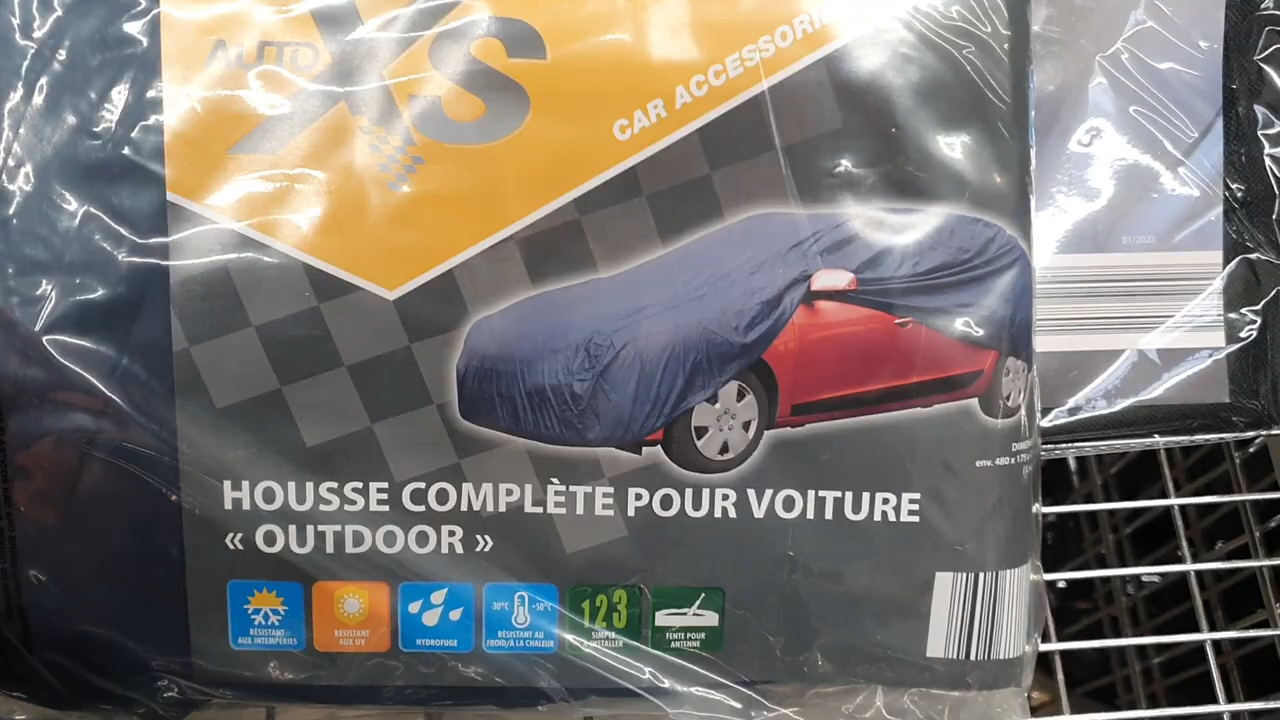 AUTO XS
CAR ACCESSORI
01/2022
env. 480 x 175
HOUSSE COMPLÈTE POUR VOITURE
« OUTDOOR »
RÉSISTANT
AUX INTEMPÉRIES
RÉSISTANT
AUX UV
HYDROFUGE
-30°C +50°C
RÉSISTANT AU
FROID/À LA CHALEUR
123
SIMPLE
À INSTALLER
FENTE POUR
ANTENNE